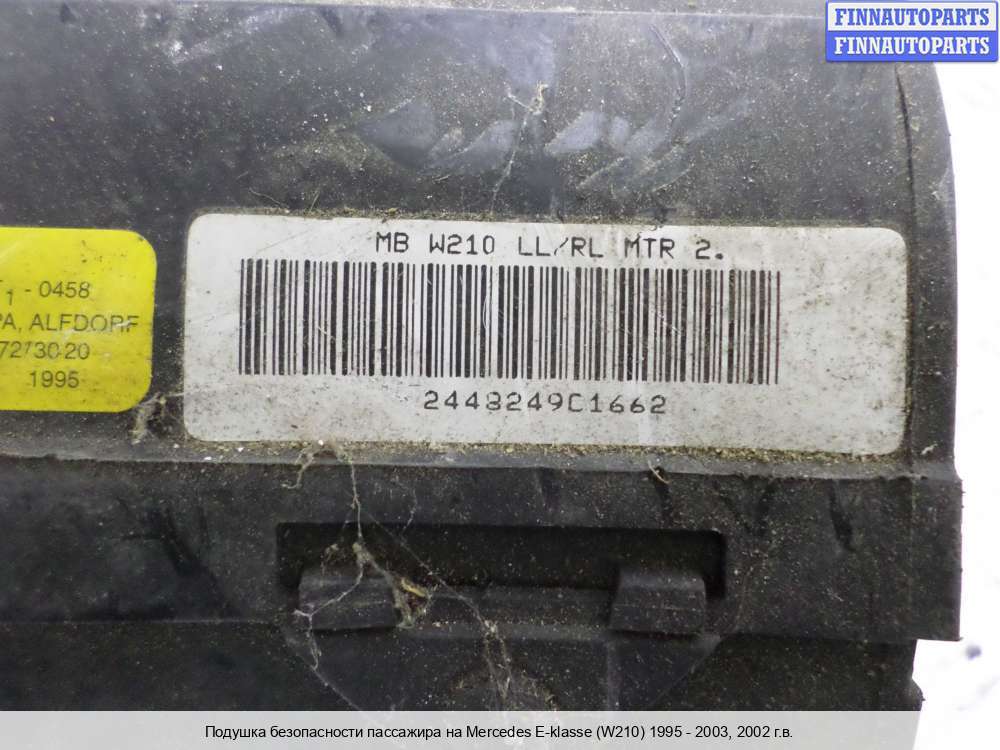 FINNAUTOPARTS
FINNAUTOPARTS
MB W210 LL/RL MTR 2.
1 - 0458
PA, ALFDORF
1995
2448249C1662
Подушка безопасности пассажира на Mercedes E-klasse (W210) 1995 - 2003, 2002 г.в.